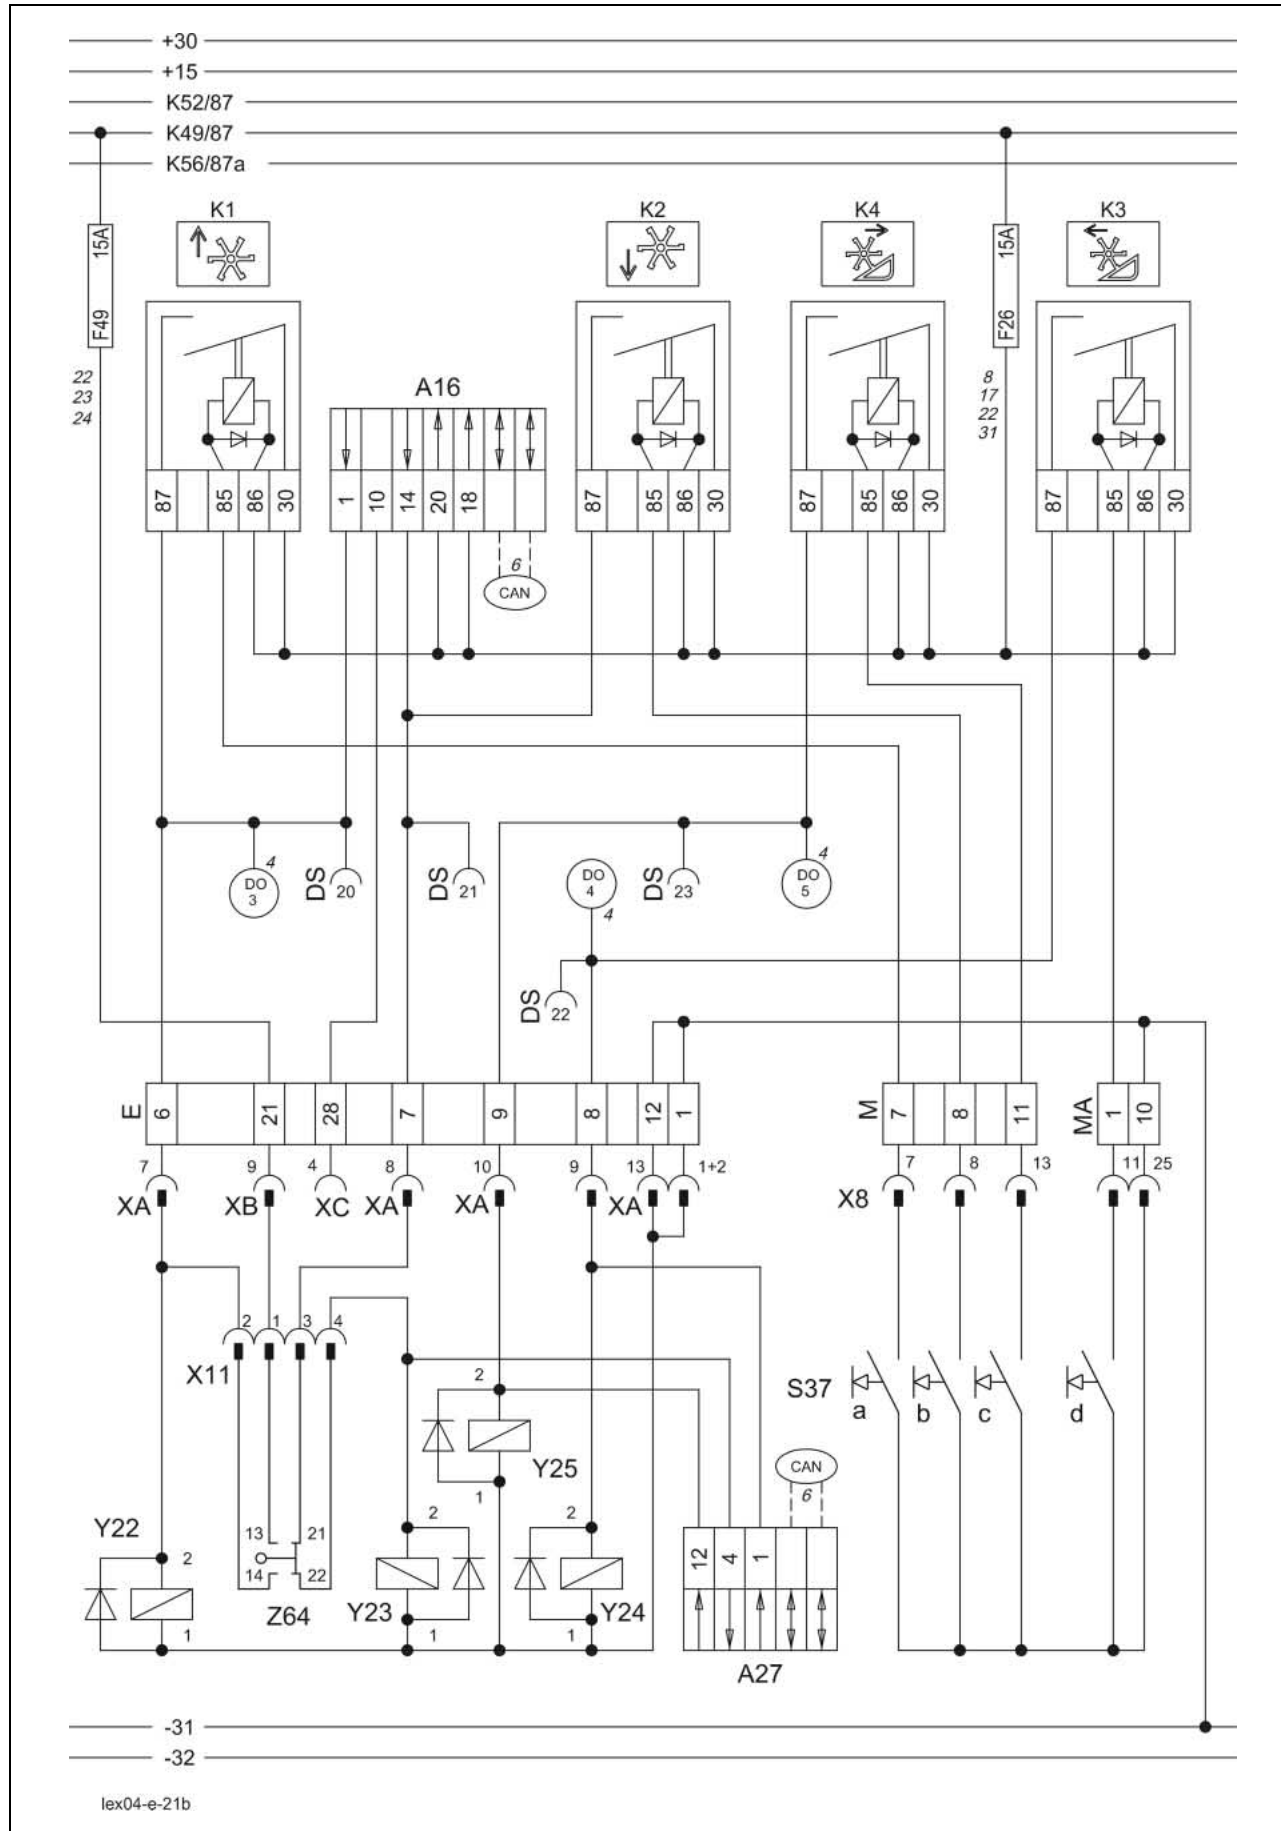 +30
+15
K52/87
K49/87
K56/87a
K1
K2
K4
K3
15A
F49
15A
F26
22
23
24
A16
8
17
22
31
87
85
86
30
1
10
14
20
18
87
85
86
30
87
85
86
30
87
85
86
30
6
CAN
4
DO
3
DS
20
DS
21
DO
4
4
DS
23
4
DO
5
DS
22
E
6
21
28
7
9
8
12
1
M
7
8
11
MA
1
10
7
9
4
8
10
9
13
1+2
7
8
13
11
25
XA
XB
XC
XA
XA
XA
X8
2
1
3
4
X11
2
S37
a
b
c
d
Y25
1
CAN
6
Y22
2
1
13
21
14
22
Z64
2
Y23
1
2
Y24
1
12
4
1
A27
-31
-32
lex04-e-21b